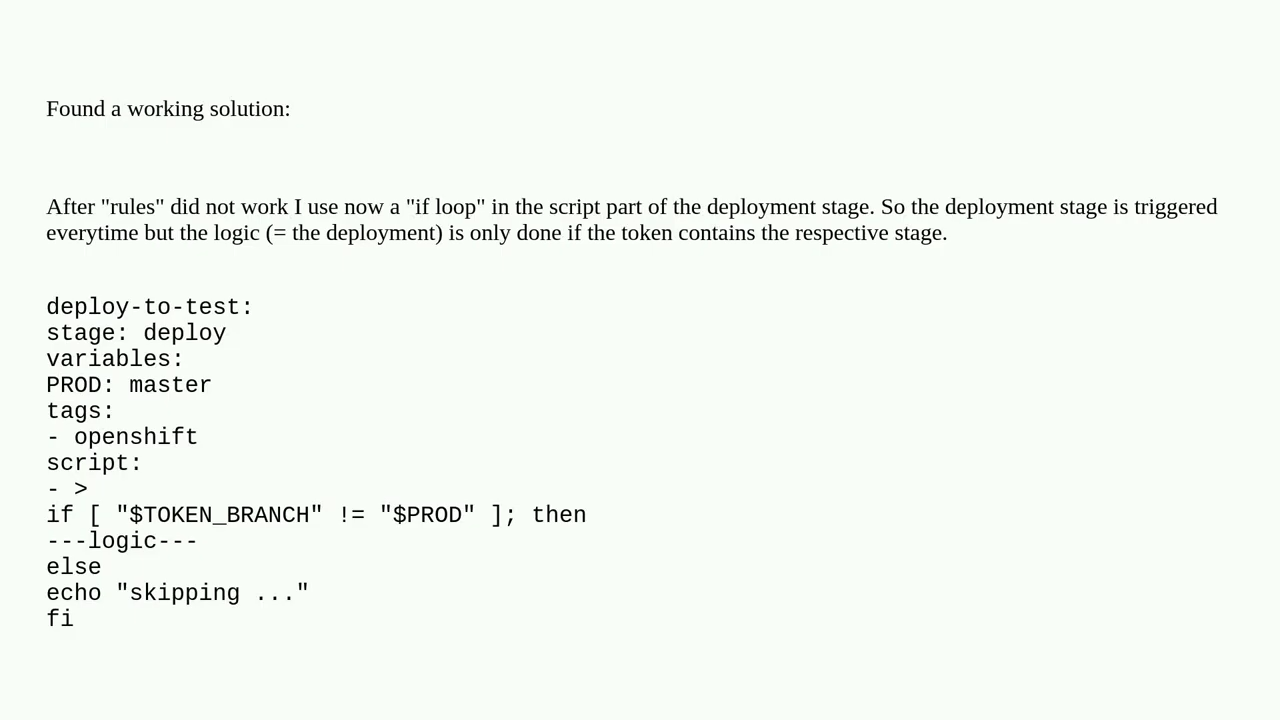 Found a working solution:
After "rules" did not work I use now a "if loop" in the script part of the deployment stage. So the deployment stage is triggered
everytime but the logic (= the deployment) is only done if the token contains the respective stage.
deploy-to-test:
stage: deploy
variables:
PROD: master
tags:
- openshift
script:
- >
if [ "$TOKEN_BRANCH" != "$PROD" ]; then
---logic---
else
echo "skipping ..."
fi